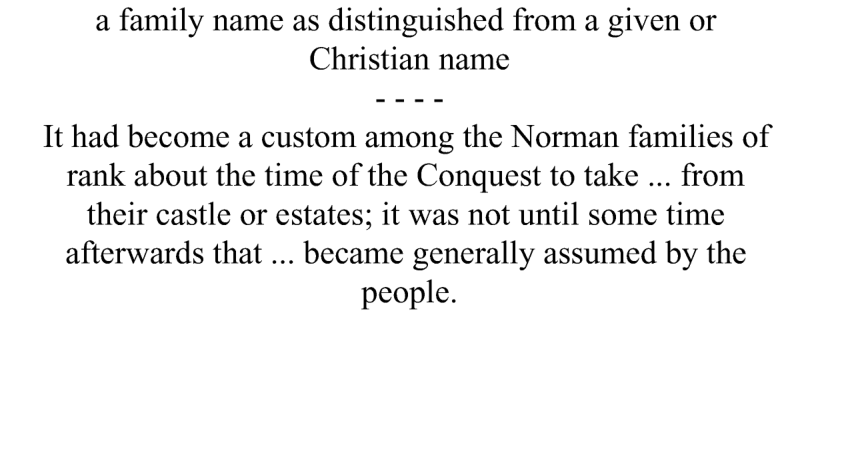 a family name as distinguished from a given or
Christian name
- - - -
It had become a custom among the Norman families of
rank about the time of the Conquest to take ... from
their castle or estates; it was not until some time
afterwards that ... became generally assumed by the
people.